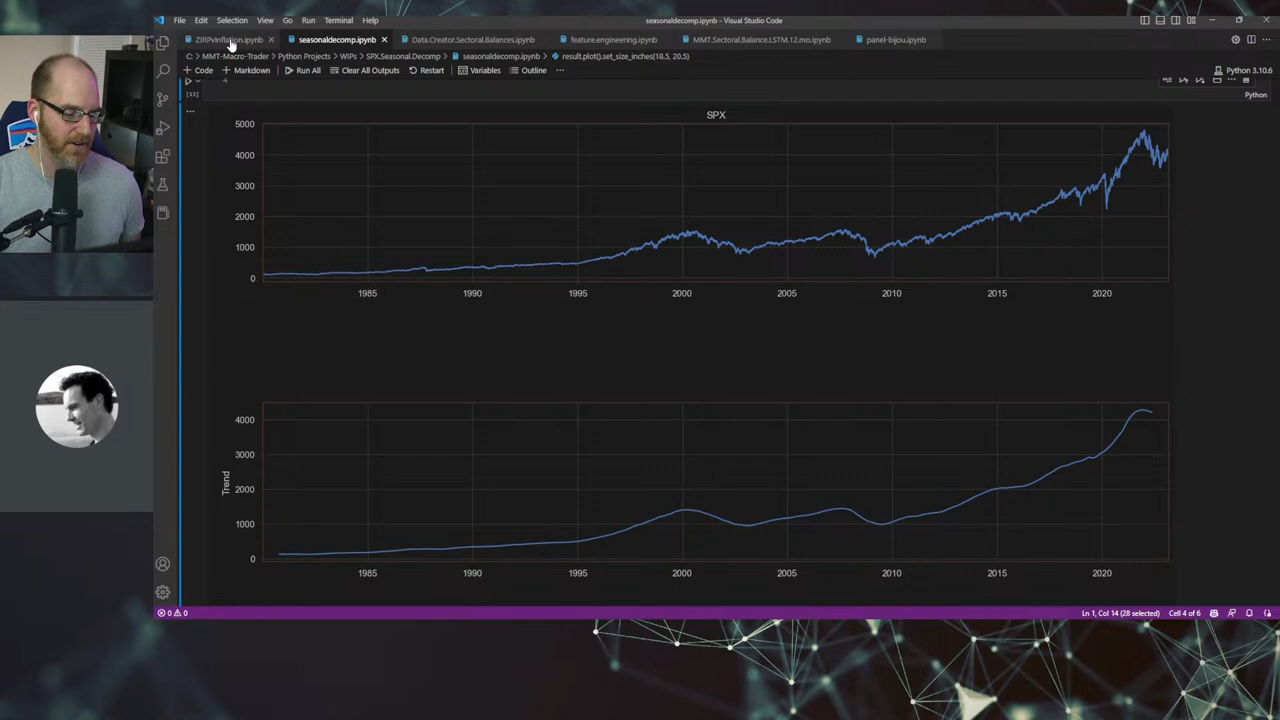 File Edit Selection View Go Run Terminal Help seasonaldecomp.ipynb - Visual Studio Code
ZIRPvInflation.ipynb seasonaldecomp.ipynb Data.Creator.Sectoral.Balances.ipynb feature.engineering.ipynb MMT.Sectoral.Balance.LSTM.12.mo.ipynb panel-bijou.ipynb
C: > MMT-Macro-Trader > Python Projects > WIPs > SPX.Seasonal.Decomp > seasonaldecomp.ipynb > result.plot().set_size_inches(18.5, 20.5)
+ Code + Markdown Run All Clear All Outputs Restart Variables Outline ... Python 3.10.6
[13] Python
SPX
5000
4000
3000
2000
1000
0
1985 1990 1995 2000 2005 2010 2015 2020
Trend
4000
3000
2000
1000
0
1985 1990 1995 2000 2005 2010 2015 2020
0 0 Ln 1, Col 14 (28 selected) Cell 4 of 6